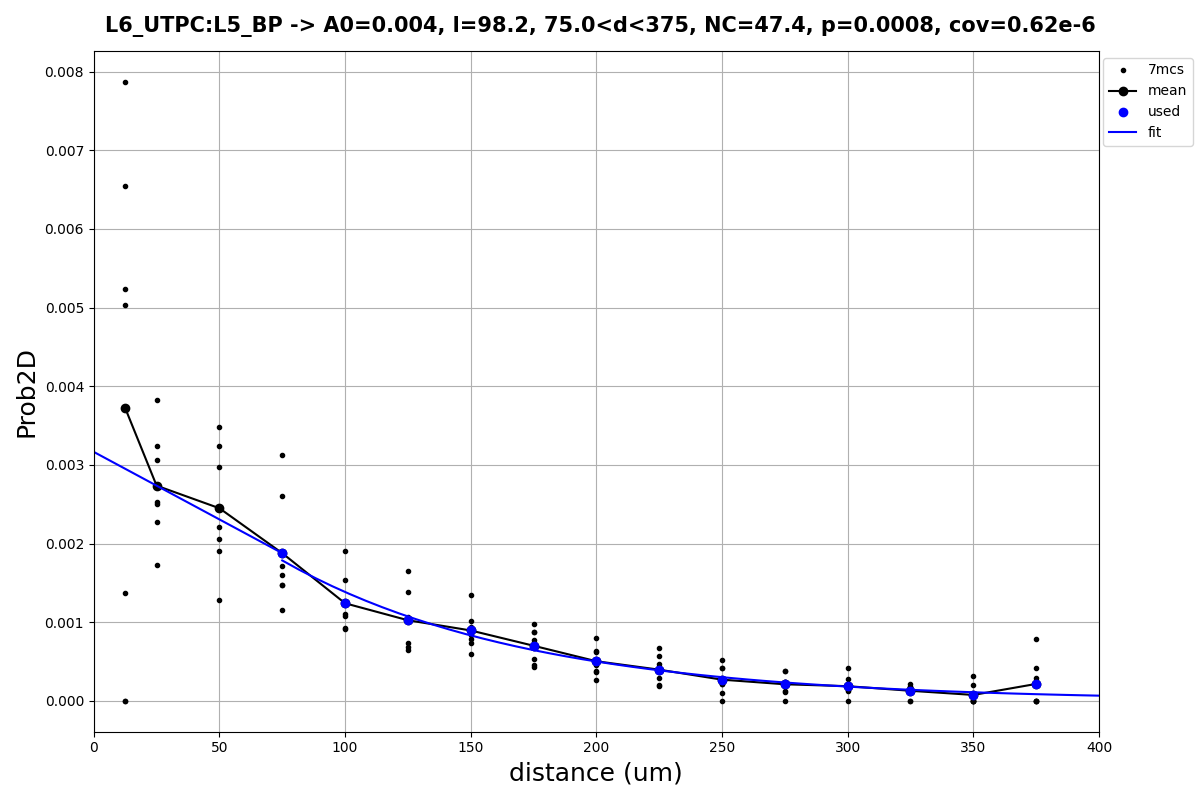 L6_UTPC:L5_BP -> A0=0.004, l=98.2, 75.0<d<375, NC=47.4, p=0.0008, cov=0.62e-6
0.008
0.007
0.006
0.005
0.004
0.003
0.002
0.001
0.000
Prob2D
0
50
100
150
200
250
300
350
400
distance (um)
7mcs
mean
used
fit